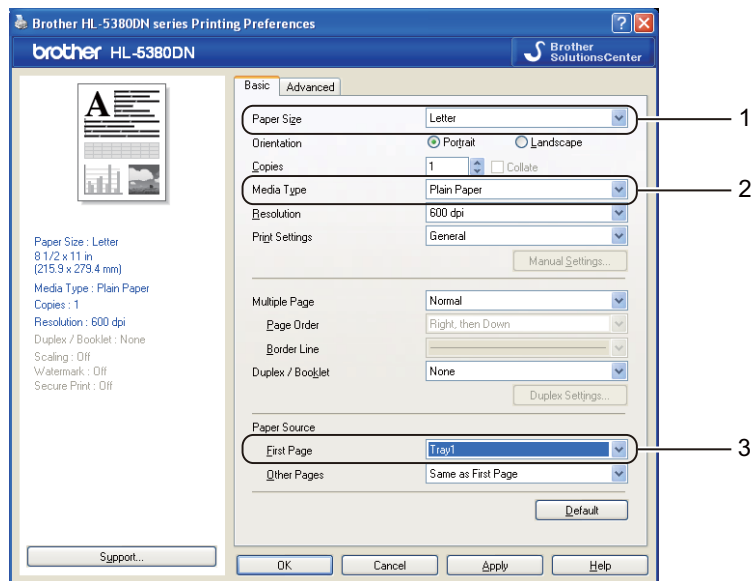 Brother HL-5380DN series Printing Preferences
brother HL-5380DN
Brother
SolutionsCenter
A
Paper Size : Letter
8 1/2 x 11 in
(215.9 x 279.4 mm)
Media Type : Plain Paper
Copies : 1
Resolution : 600 dpi
Duplex / Booklet : None
Scaling : Off
Watermark : Off
Secure Print : Off
Support...
Basic Advanced
Paper Size Letter 1
Orientation Portrait Landscape
Copies 1 Collate
Media Type Plain Paper 2
Resolution 600 dpi
Print Settings General
Manual Settings...
Multiple Page Normal
Page Order Right, then Down
Border Line
Duplex / Booklet None
Duplex Settings...
Paper Source
First Page Tray1 3
Other Pages Same as First Page
Default
OK Cancel Apply Help